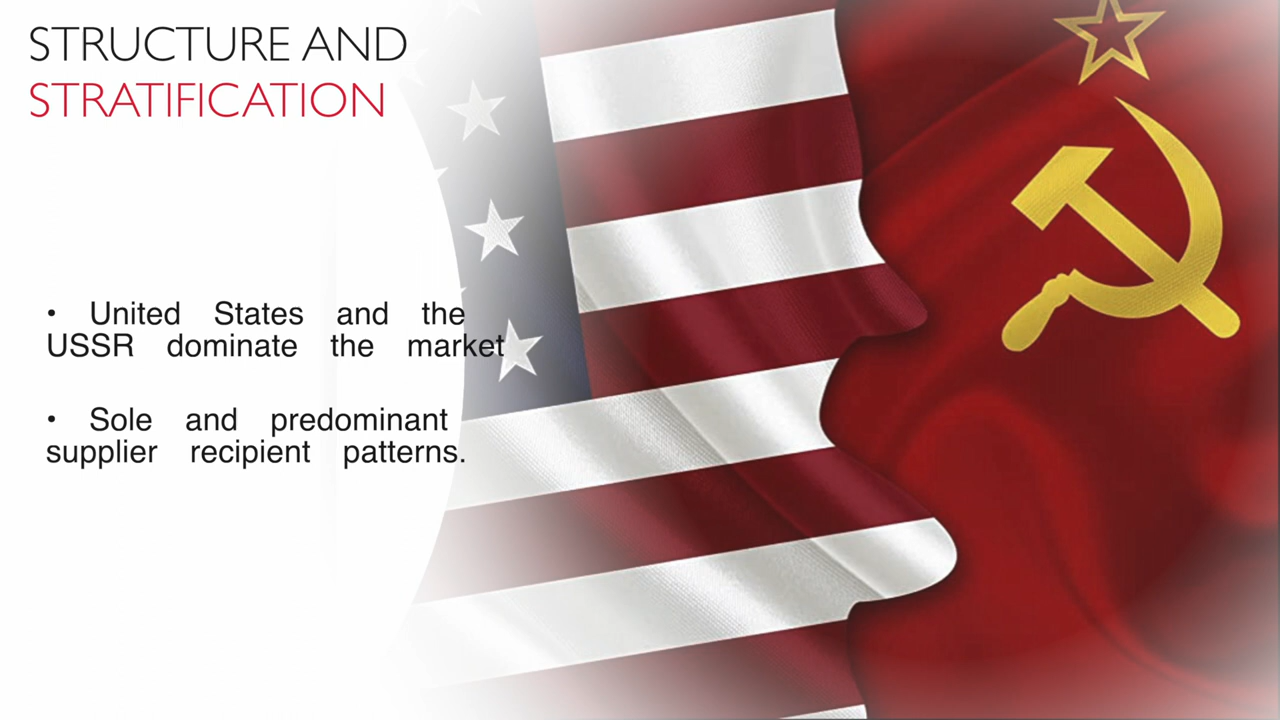 STRUCTURE AND
STRATIFICATION
• United States and the
USSR dominate the market
• Sole and predominant
supplier recipient patterns.